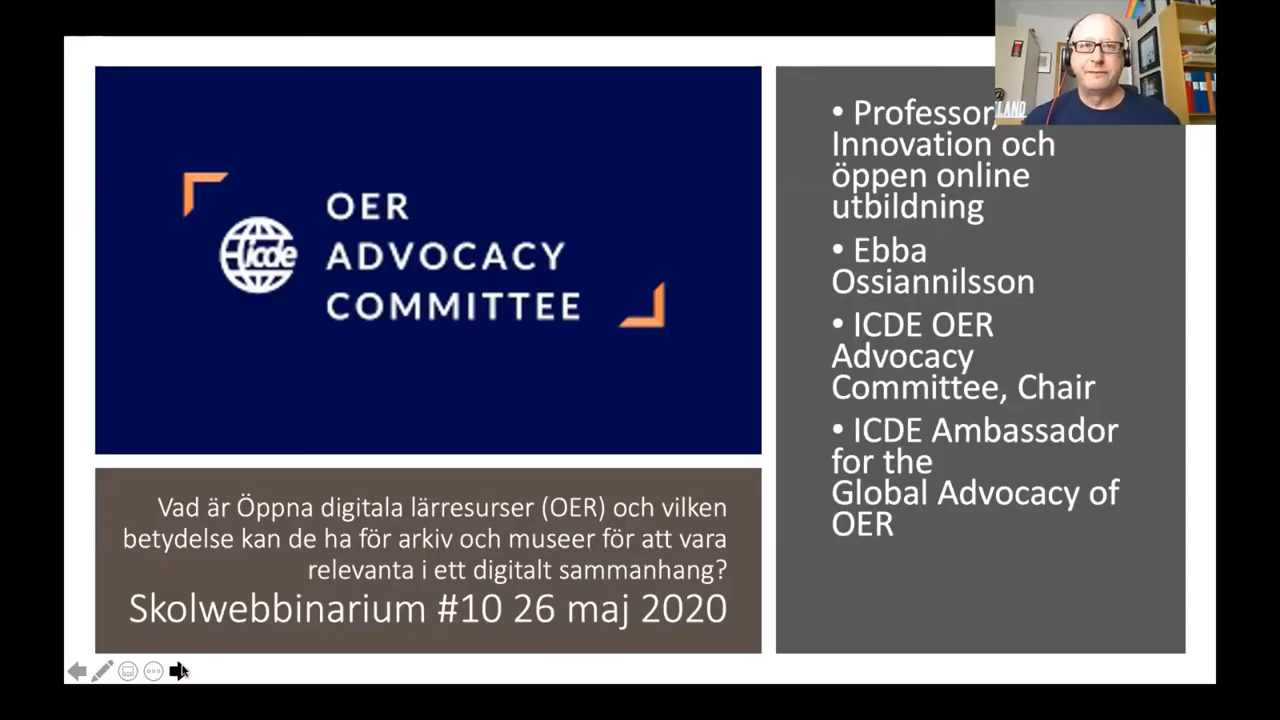 icde
OER
ADVOCACY
COMMITTEE
Vad är Öppna digitala lärresurser (OER) och vilken
betydelse kan de ha för arkiv och museer för att vara
relevanta i ett digitalt sammanhang?
Skolwebbinarium #10 26 maj 2020
• Professor,
Innovation och
öppen online
utbildning
• Ebba
Ossiannilsson
• ICDE OER
Advocacy
Committee, Chair
• ICDE Ambassador
for the
Global Advocacy of
OER